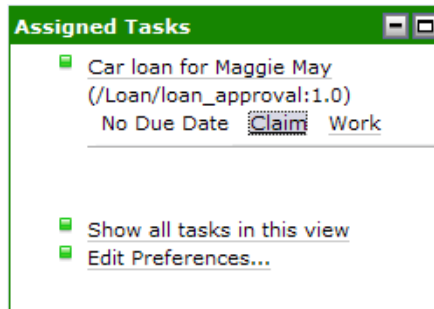 Assigned Tasks
Car loan for Maggie May
(/Loan/loan_approval:1.0)
No Due Date Claim Work
Show all tasks in this view
Edit Preferences...